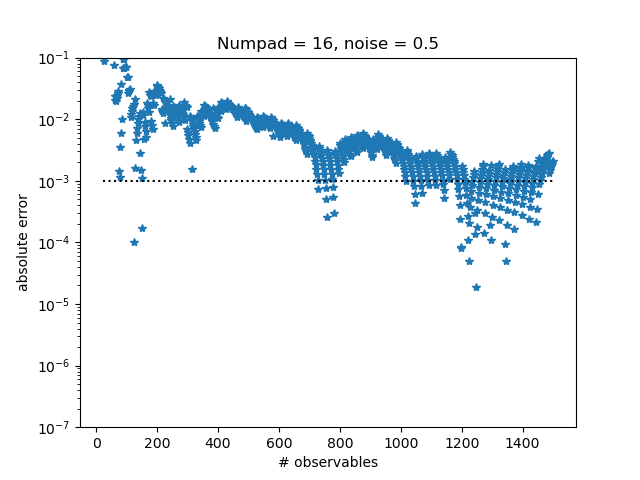 Numpad = 16, noise = 0.5
absolute error
10⁻¹
10⁻²
10⁻³
10⁻⁴
10⁻⁵
10⁻⁶
10⁻⁷
0 200 400 600 800 1000 1200 1400
# observables